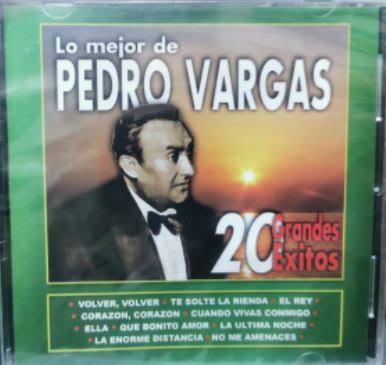 Lo mejor de
PEDRO VARGAS
20 Grandes
Exitos
• VOLVER, VOLVER • TE SOLTE LA RIENDA • EL REY •
CORAZON, CORAZON • CUANDO VIVAS CONMIGO •
• ELLA • QUE BONITO AMOR • LA ULTIMA NOCHE •
• LA ENORME DISTANCIA • NO ME AMENACES •